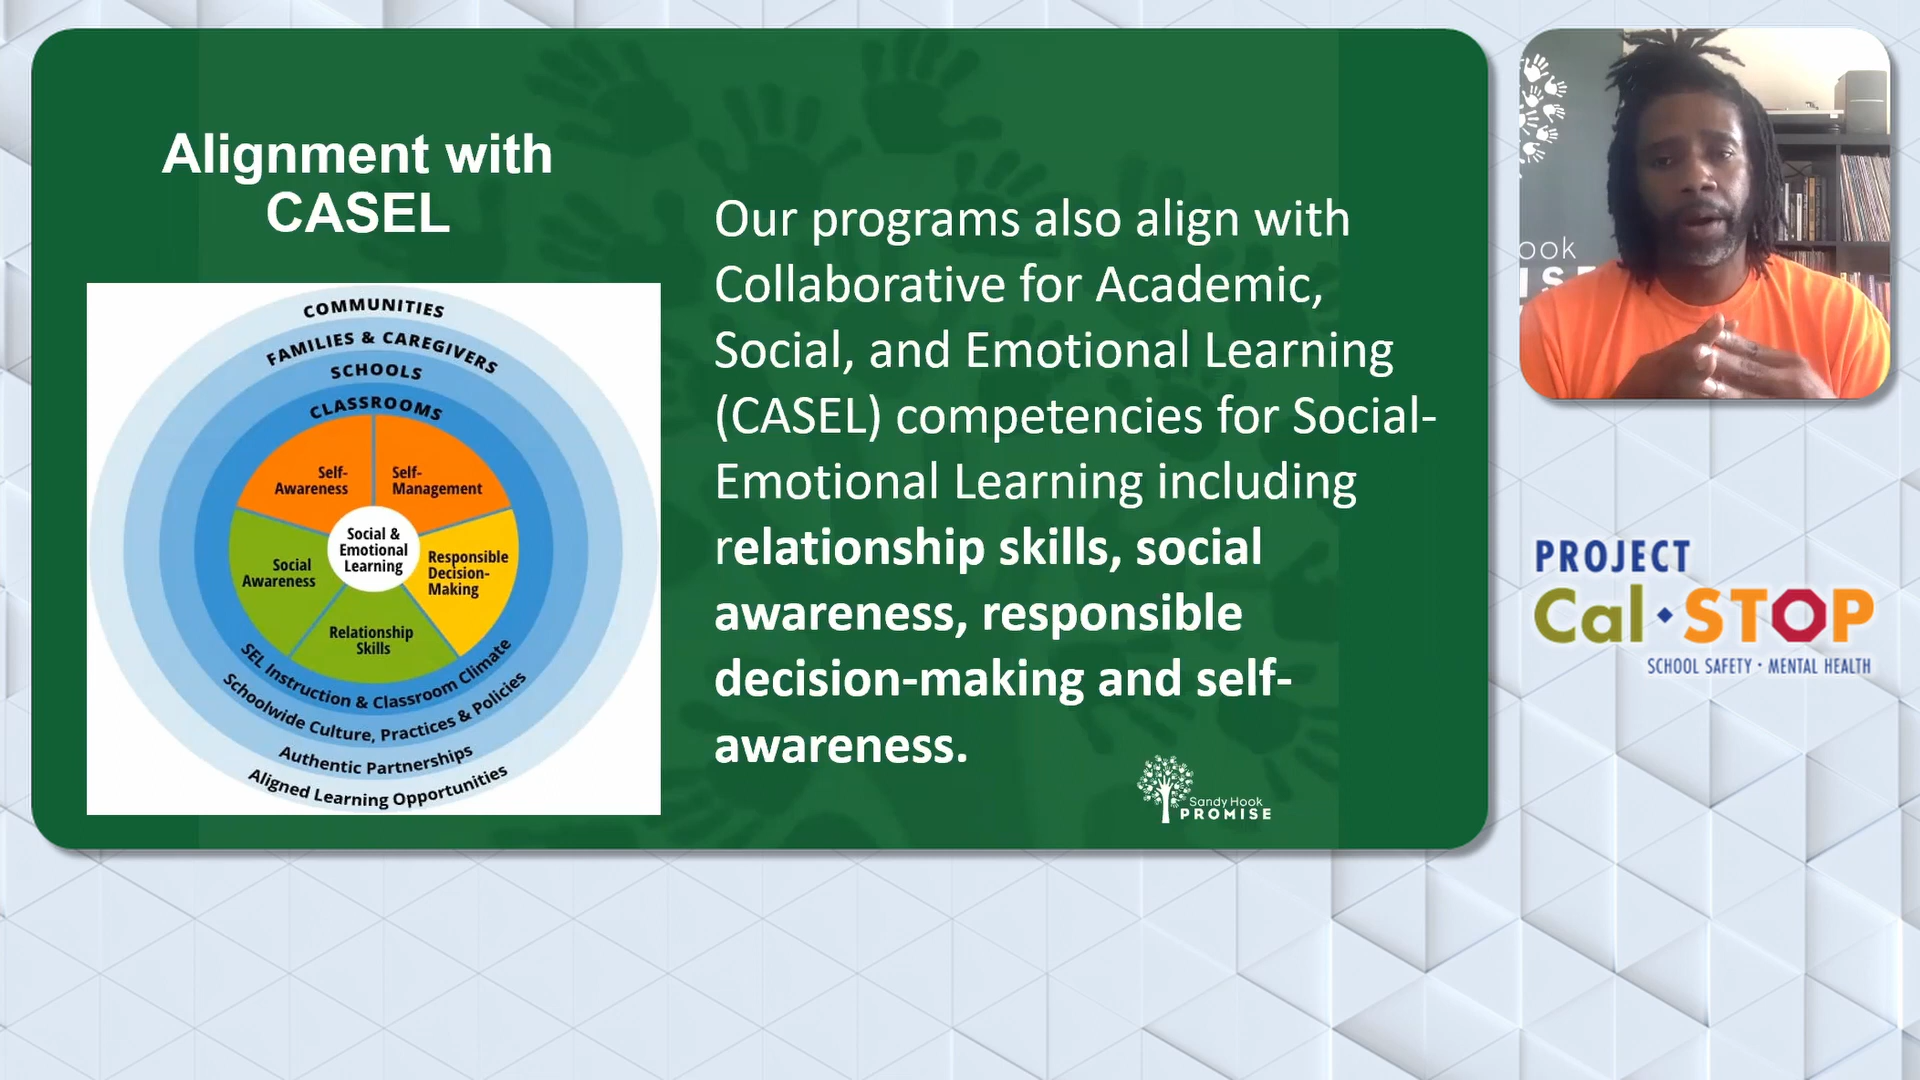 Alignment with
CASEL
COMMUNITIES
FAMILIES & CAREGIVERS
SCHOOLS
CLASSROOMS
Self-
Awareness
Self-
Management
Social &
Emotional
Learning
Social
Awareness
Responsible
Decision-
Making
Relationship
Skills
SEL Instruction & Classroom Climate
Schoolwide Culture, Practices & Policies
Authentic Partnerships
Aligned Learning Opportunities
Our programs also align with
Collaborative for Academic,
Social, and Emotional Learning
(CASEL) competencies for Social-
Emotional Learning including
relationship skills, social
awareness, responsible
decision-making and self-
awareness.
Sandy Hook
PROMISE
ook
PROJECT
Cal·STOP
SCHOOL SAFETY · MENTAL HEALTH